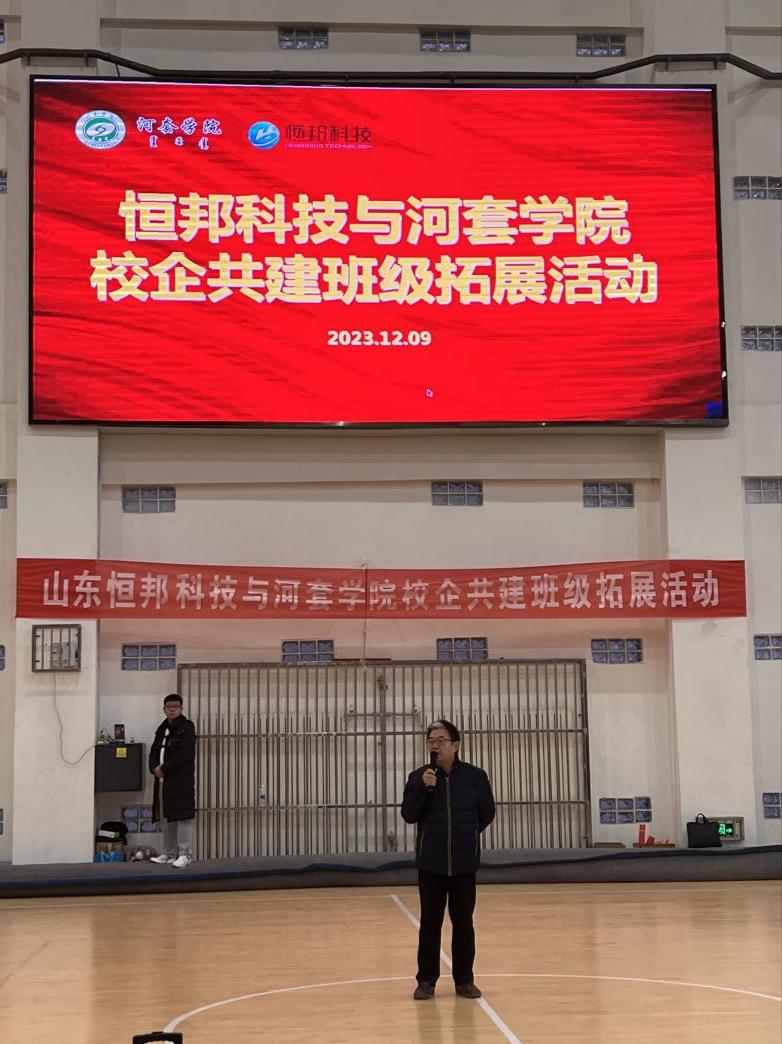 河套学院
恒邦科技
HENGBANG TECHNOLOGY
恒邦科技与河套学院
校企共建班级拓展活动
2023.12.09
山东恒邦科技与河套学院校企共建班级拓展活动